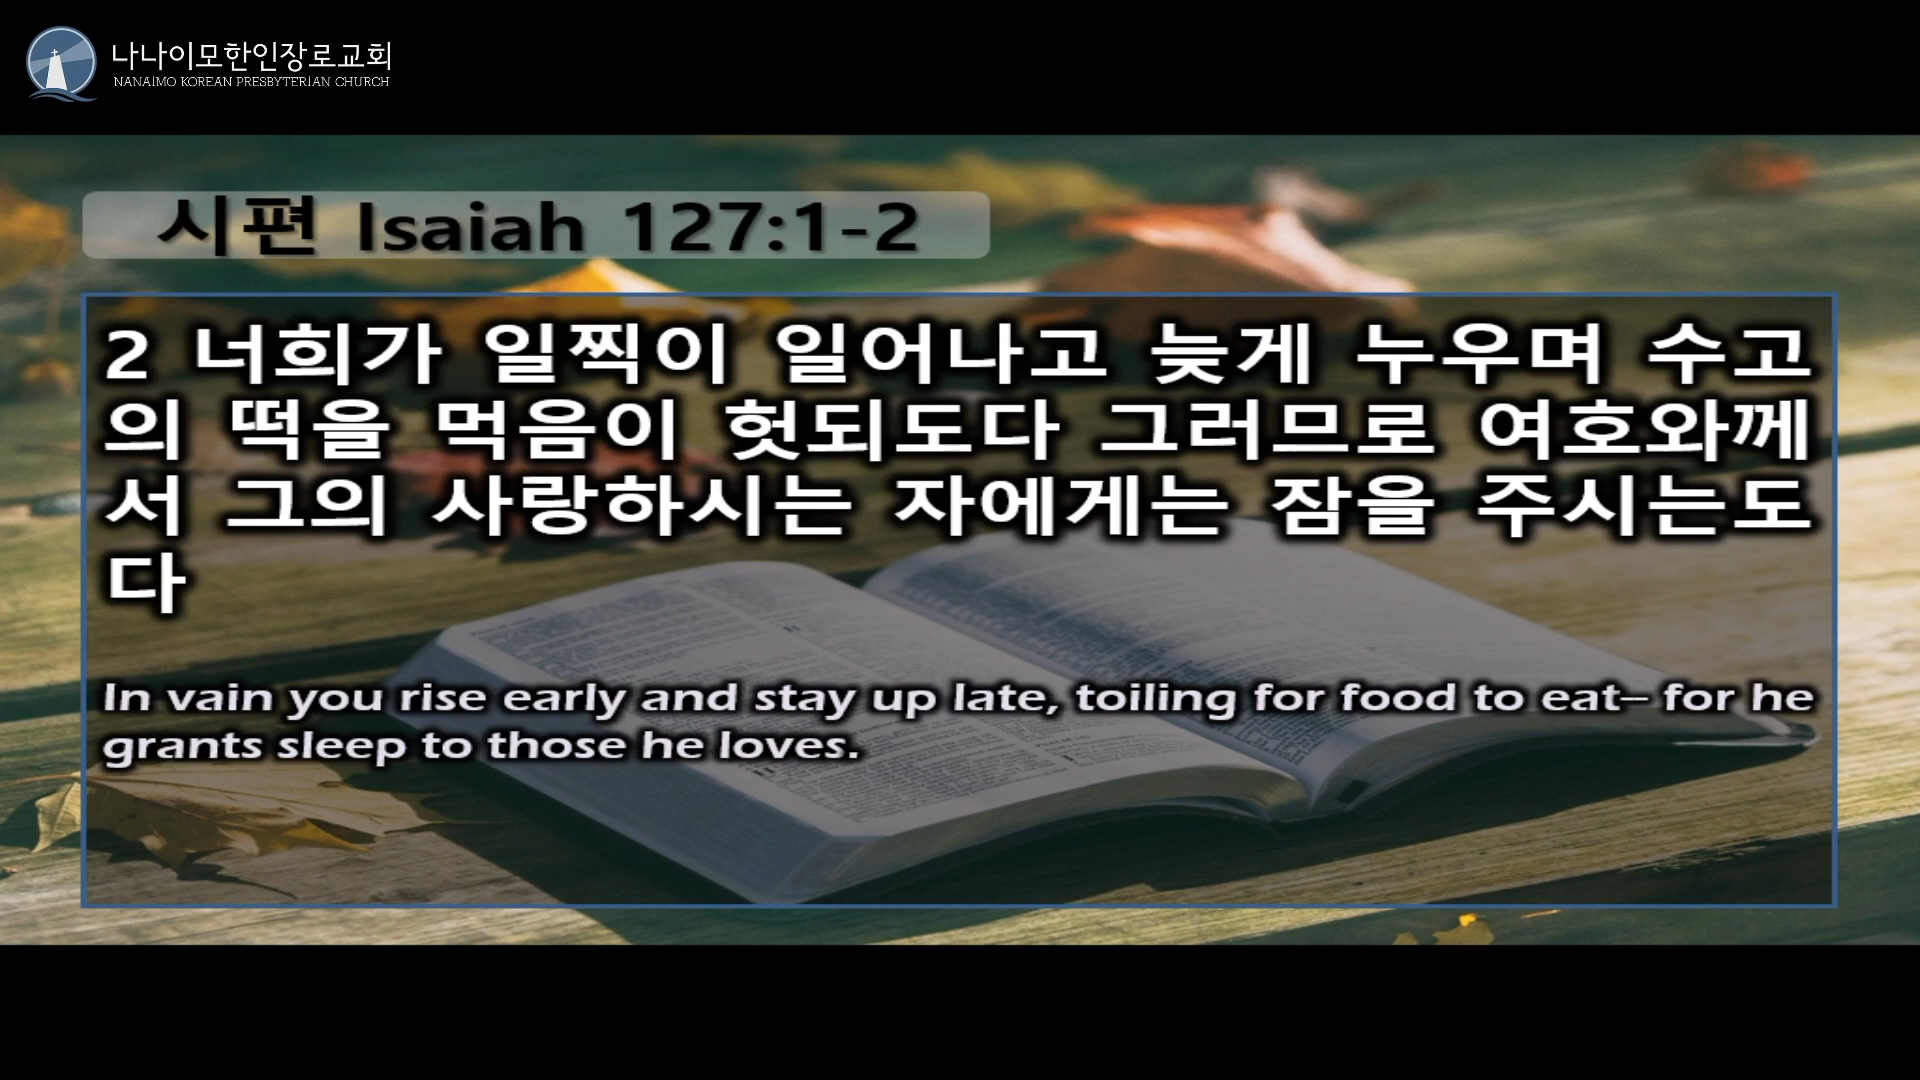 나나이모한인장로교회
NANAIMO KOREAN PRESBYTERIAN CHURCH
시편 Isaiah 127:1-2
2 너희가 일찍이 일어나고 늦게 누우며 수고
의 떡을 먹음이 헛되도다 그러므로 여호와께
서 그의 사랑하시는 자에게는 잠을 주시는도
다
In vain you rise early and stay up late, toiling for food to eat– for he
grants sleep to those he loves.